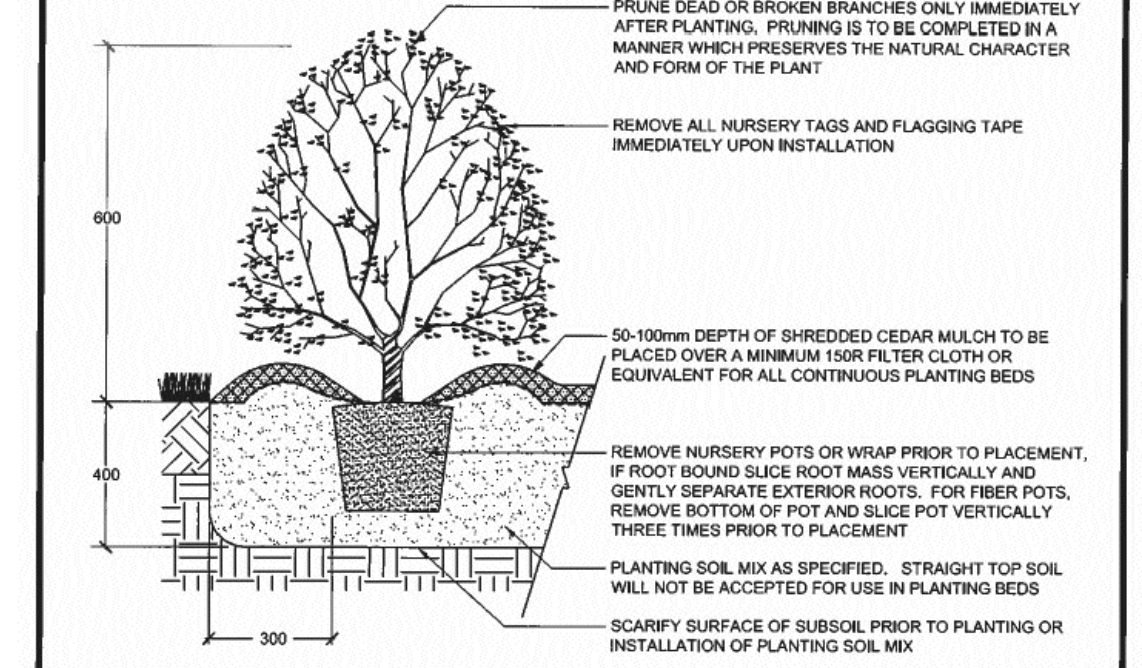 PRUNE DEAD OR BROKEN BRANCHES ONLY IMMEDIATELY
AFTER PLANTING. PRUNING IS TO BE COMPLETED IN A
MANNER WHICH PRESERVES THE NATURAL CHARACTER
AND FORM OF THE PLANT
REMOVE ALL NURSERY TAGS AND FLAGGING TAPE
IMMEDIATELY UPON INSTALLATION
600
50-100mm DEPTH OF SHREDDED CEDAR MULCH TO BE
PLACED OVER A MINIMUM 150R FILTER CLOTH OR
EQUIVALENT FOR ALL CONTINUOUS PLANTING BEDS
400
REMOVE NURSERY POTS OR WRAP PRIOR TO PLACEMENT,
IF ROOT BOUND SLICE ROOT MASS VERTICALLY AND
GENTLY SEPARATE EXTERIOR ROOTS. FOR FIBER POTS,
REMOVE BOTTOM OF POT AND SLICE POT VERTICALLY
THREE TIMES PRIOR TO PLACEMENT
PLANTING SOIL MIX AS SPECIFIED. STRAIGHT TOP SOIL
WILL NOT BE ACCEPTED FOR USE IN PLANTING BEDS
SCARIFY SURFACE OF SUBSOIL PRIOR TO PLANTING OR
INSTALLATION OF PLANTING SOIL MIX
300